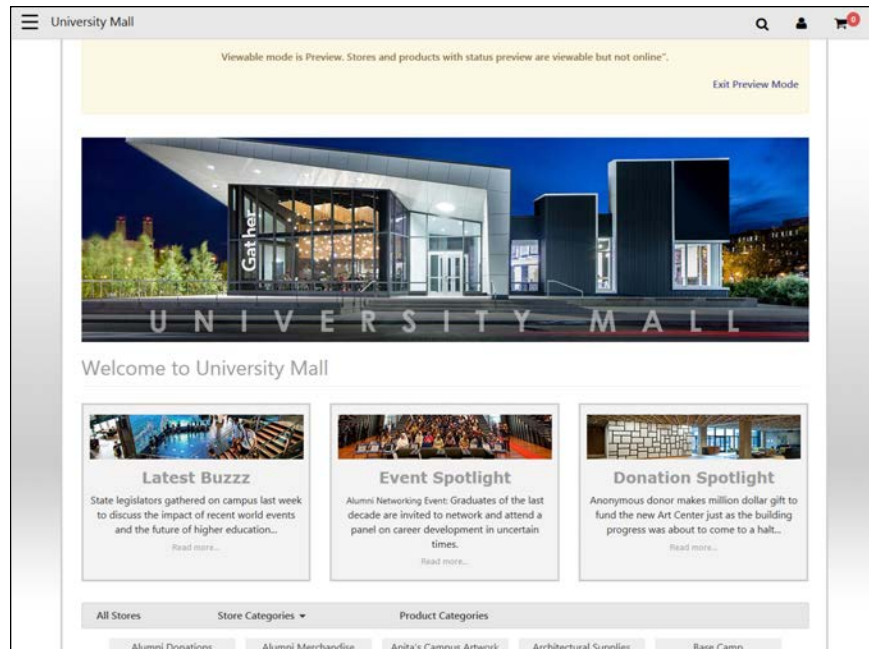 University Mall
0
Viewable mode is Preview. Stores and products with status preview are viewable but not online".
Exit Preview Mode
Gather
UNIVERSITY MALL
Welcome to University Mall
Latest Buzzz
State legislators gathered on campus last week
to discuss the impact of recent world events
and the future of higher education...
Read more...
Event Spotlight
Alumni Networking Event: Graduates of the last
decade are invited to network and attend a
panel on career development in uncertain
times.
Read more...
Donation Spotlight
Anonymous donor makes million dollar gift to
fund the new Art Center just as the building
progress was about to come to a halt...
Read more...
All Stores Store Categories Product Categories
Alumni Donations Alumni Merchandise Anita's Campus Artwork Architectural Supplies Base Camp